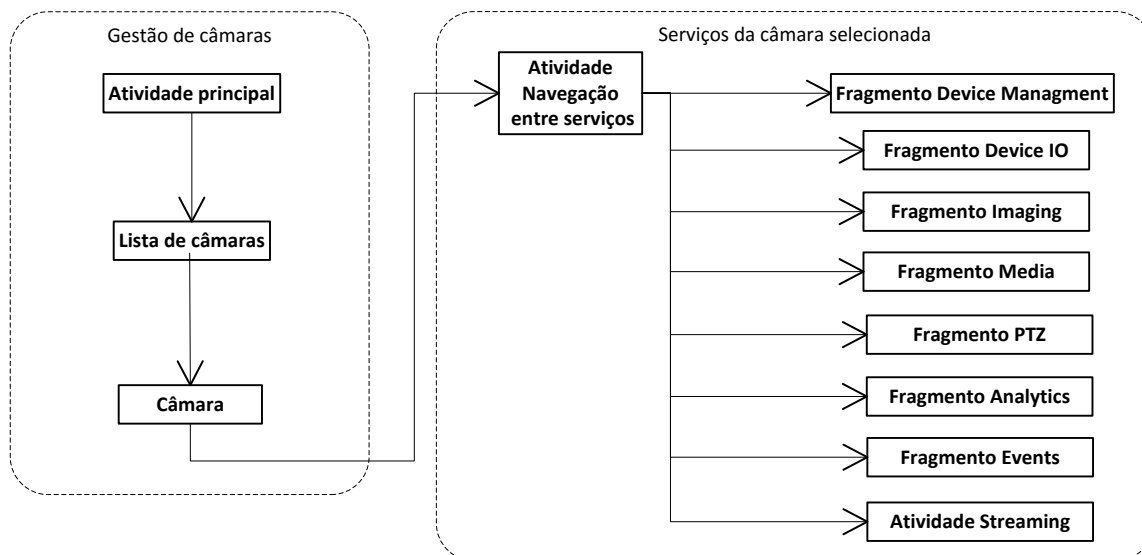 Gestão de câmaras
Atividade principal
Lista de câmaras
Câmara
Serviços da câmara selecionada
Atividade
Navegação
entre serviços
Fragmento Device Managment
Fragmento Device IO
Fragmento Imaging
Fragmento Media
Fragmento PTZ
Fragmento Analytics
Fragmento Events
Atividade Streaming